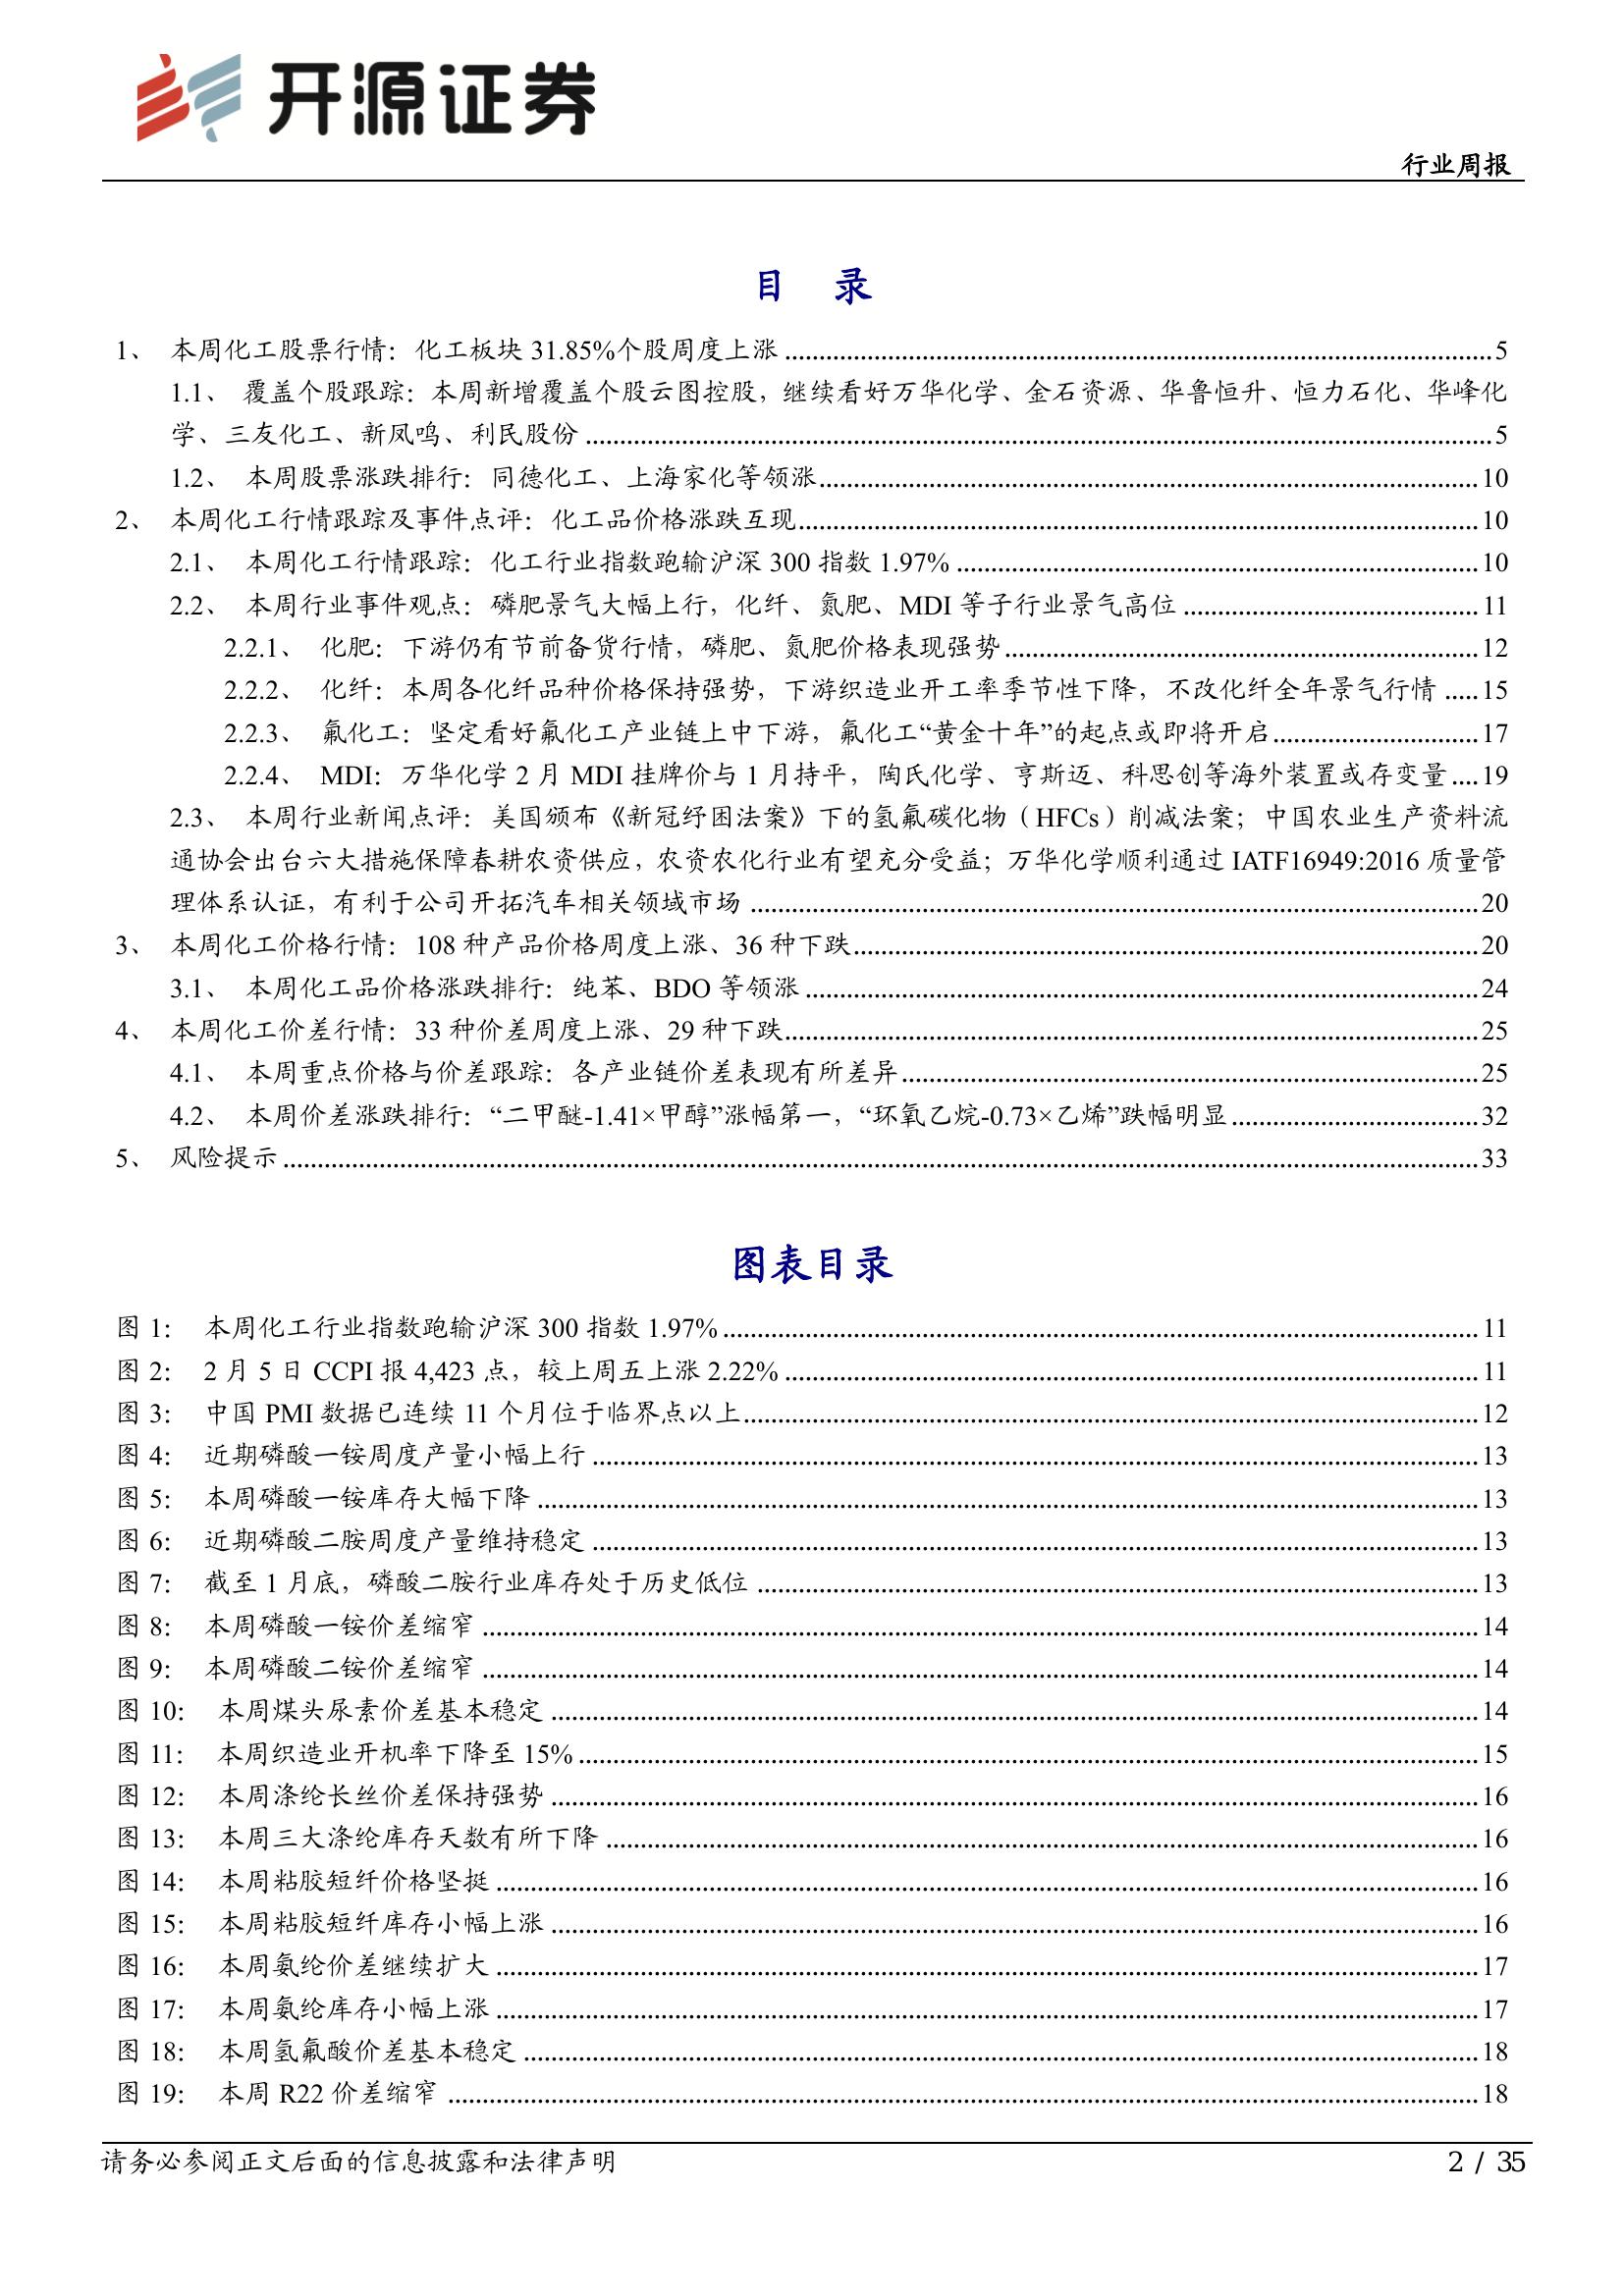 开源证券
行业周报
目 录
1、 本周化工股票行情：化工板块 31.85%个股周度上涨 ........ 5
1.1、 覆盖个股跟踪：本周新增覆盖个股云图控股，继续看好万华化学、金石资源、华鲁恒升、恒力石化、华峰化
学、三友化工、新凤鸣、利民股份 ........ 5
1.2、 本周股票涨跌排行：同德化工、上海家化等领涨 ........ 10
2、 本周化工行情跟踪及事件点评：化工品价格涨跌互现 ........ 10
2.1、 本周化工行情跟踪：化工行业指数跑输沪深 300 指数 1.97% ........ 10
2.2、 本周行业事件观点：磷肥景气大幅上行，化纤、氮肥、MDI 等子行业景气高位 ........ 11
2.2.1、 化肥：下游仍有节前备货行情，磷肥、氮肥价格表现强势 ........ 12
2.2.2、 化纤：本周各化纤品种价格保持强势，下游织造业开工率季节性下降，不改化纤全年景气行情 ..... 15
2.2.3、 氟化工：坚定看好氟化工产业链上中下游，氟化工“黄金十年”的起点或即将开启 ........ 17
2.2.4、 MDI：万华化学 2 月 MDI 挂牌价与 1 月持平，陶氏化学、亨斯迈、科思创等海外装置或存变量 .... 19
2.3、 本周行业新闻点评：美国颁布《新冠纾困法案》下的氢氟碳化物（HFCs）削减法案；中国农业生产资料流
通协会出台六大措施保障春耕农资供应，农资农化行业有望充分受益；万华化学顺利通过 IATF16949:2016 质量管
理体系认证，有利于公司开拓汽车相关领域市场 ........ 20
3、 本周化工价格行情：108 种产品价格周度上涨、36 种下跌 ........ 20
3.1、 本周化工品价格涨跌排行：纯苯、BDO 等领涨 ........ 24
4、 本周化工价差行情：33 种价差周度上涨、29 种下跌 ........ 25
4.1、 本周重点价格与价差跟踪：各产业链价差表现有所差异 ........ 25
4.2、 本周价差涨跌排行：“二甲醚-1.41×甲醇”涨幅第一，“环氧乙烷-0.73×乙烯”跌幅明显 ........ 32
5、 风险提示 ........ 33
图表目录
图 1： 本周化工行业指数跑输沪深 300 指数 1.97% ........ 11
图 2： 2 月 5 日 CCPI 报 4,423 点，较上周五上涨 2.22% ........ 11
图 3： 中国 PMI 数据已连续 11 个月位于临界点以上 ........ 12
图 4： 近期磷酸一铵周度产量小幅上行 ........ 13
图 5： 本周磷酸一铵库存大幅下降 ........ 13
图 6： 近期磷酸二胺周度产量维持稳定 ........ 13
图 7： 截至 1 月底，磷酸二胺行业库存处于历史低位 ........ 13
图 8： 本周磷酸一铵价差缩窄 ........ 14
图 9： 本周磷酸二铵价差缩窄 ........ 14
图 10： 本周煤头尿素价差基本稳定 ........ 14
图 11： 本周织造业开机率下降至 15% ........ 15
图 12： 本周涤纶长丝价差保持强势 ........ 16
图 13： 本周三大涤纶库存天数有所下降 ........ 16
图 14： 本周粘胶短纤价格坚挺 ........ 16
图 15： 本周粘胶短纤库存小幅上涨 ........ 16
图 16： 本周氨纶价差继续扩大 ........ 17
图 17： 本周氨纶库存小幅上涨 ........ 17
图 18： 本周氢氟酸价差基本稳定 ........ 18
图 19： 本周 R22 价差缩窄 ........ 18
请务必参阅正文后面的信息披露和法律声明
2 / 35